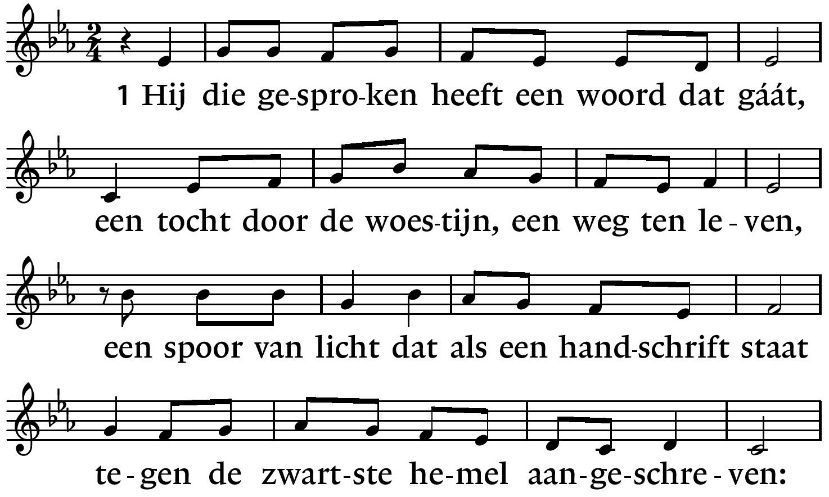 1 Hij die ge-spro-ken heeft een woord dat gáát,
een tocht door de woes-tijn, een weg ten le-ven,
een spoor van licht dat als een hand-schrift staat
te-gen de zwart-ste he-mel aan-ge-schre-ven: